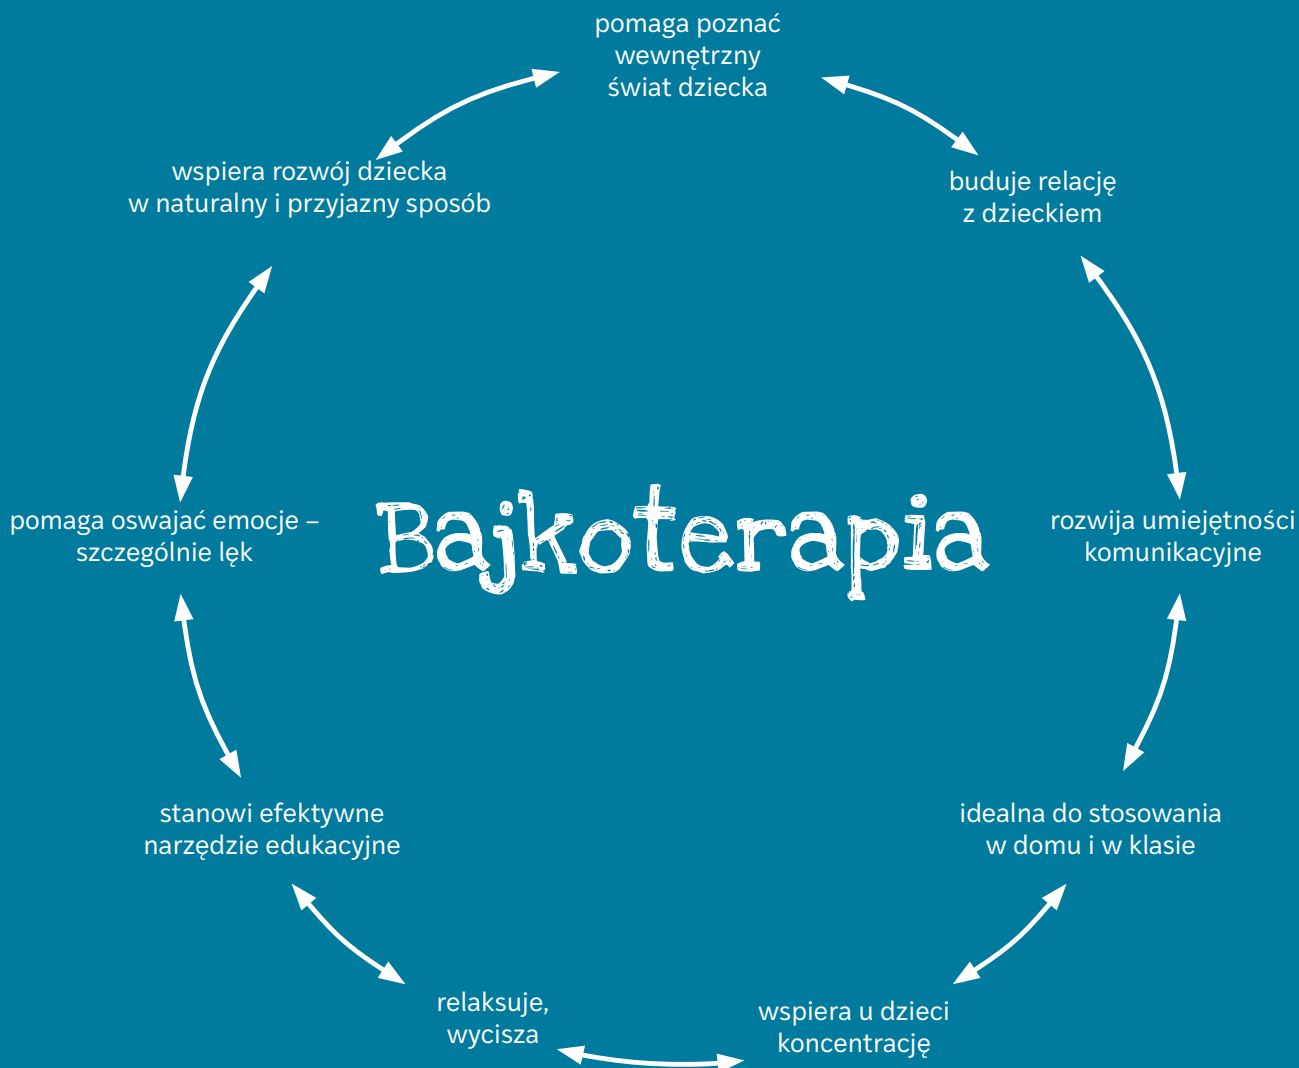 pomaga poznać
wewnętrzny
świat dziecka
buduje relację
z dzieckiem
rozwija umiejętności
komunikacyjne
idealna do stosowania
w domu i w klasie
wspiera u dzieci
koncentrację
relaksuje,
wycisza
stanowi efektywne
narzędzie edukacyjne
pomaga oswajać emocje –
szczególnie lęk
wspiera rozwój dziecka
w naturalny i przyjazny sposób
Bajkoterapia